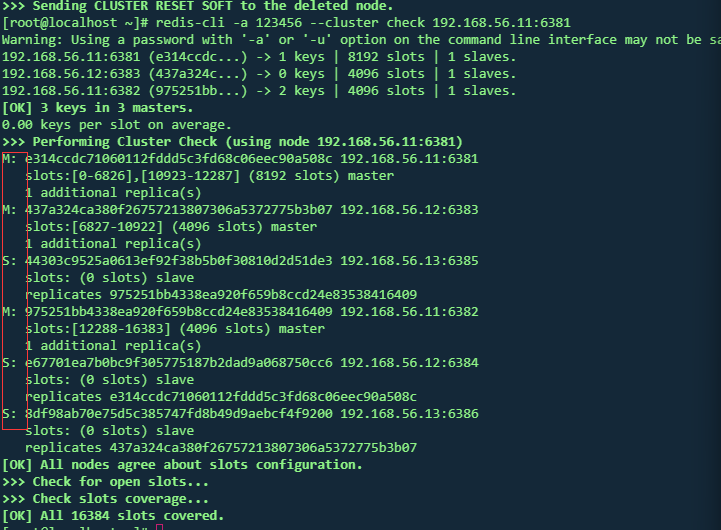 >>> Sending CLUSTER RESET SOFT to the deleted node.
[root@localhost ~]# redis-cli -a 123456 --cluster check 192.168.56.11:6381
Warning: Using a password with '-a' or '-u' option on the command line interface may not be sa
192.168.56.11:6381 (e314ccdc...) -> 1 keys | 8192 slots | 1 slaves.
192.168.56.12:6383 (437a324c...) -> 0 keys | 4096 slots | 1 slaves.
192.168.56.11:6382 (975251bb...) -> 2 keys | 4096 slots | 1 slaves.
[OK] 3 keys in 3 masters.
0.00 keys per slot on average.
>>> Performing Cluster Check (using node 192.168.56.11:6381)
M: e314ccdc71060112fddd5c3fd68c06eec90a508c 192.168.56.11:6381
slots:[0-6826],[10923-12287] (8192 slots) master
1 additional replica(s)
M: 437a324ca380f26757213807306a5372775b3b07 192.168.56.12:6383
slots:[6827-10922] (4096 slots) master
1 additional replica(s)
S: 44303c9525a0613ef92f38b5b0f30810d2d51de3 192.168.56.13:6385
slots: (0 slots) slave
replicates 975251bb4338ea920f659b8ccd24e83538416409
M: 975251bb4338ea920f659b8ccd24e83538416409 192.168.56.11:6382
slots:[12288-16383] (4096 slots) master
1 additional replica(s)
S: e67701ea7b0bc9f305775187b2dad9a068750cc6 192.168.56.12:6384
slots: (0 slots) slave
replicates e314ccdc71060112fddd5c3fd68c06eec90a508c
S: 8df98ab70e75d5c385747fd8b49d9aebcf4f9200 192.168.56.13:6386
slots: (0 slots) slave
replicates 437a324ca380f26757213807306a5372775b3b07
[OK] All nodes agree about slots configuration.
>>> Check for open slots...
>>> Check slots coverage...
[OK] All 16384 slots covered.
[root@localhost ~]#